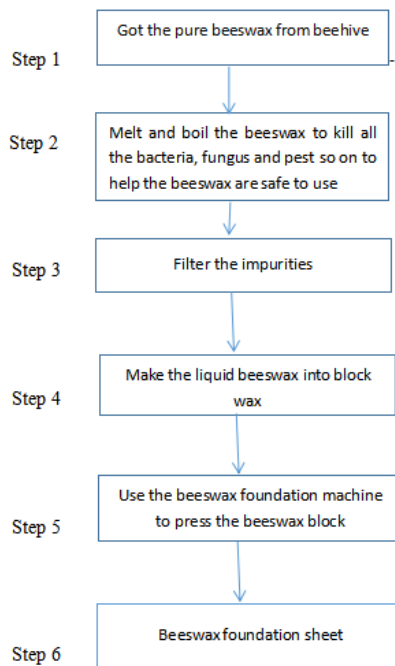 Got the pure beeswax from beehive
Step 1
Step 2
Melt and boil the beeswax to kill all
the bacteria, fungus and pest so on to
help the beeswax are safe to use
Step 3
Filter the impurities
Make the liquid beeswax into block
wax
Step 4
Use the beeswax foundation machine
to press the beeswax block
Step 5
Beeswax foundation sheet
Step 6